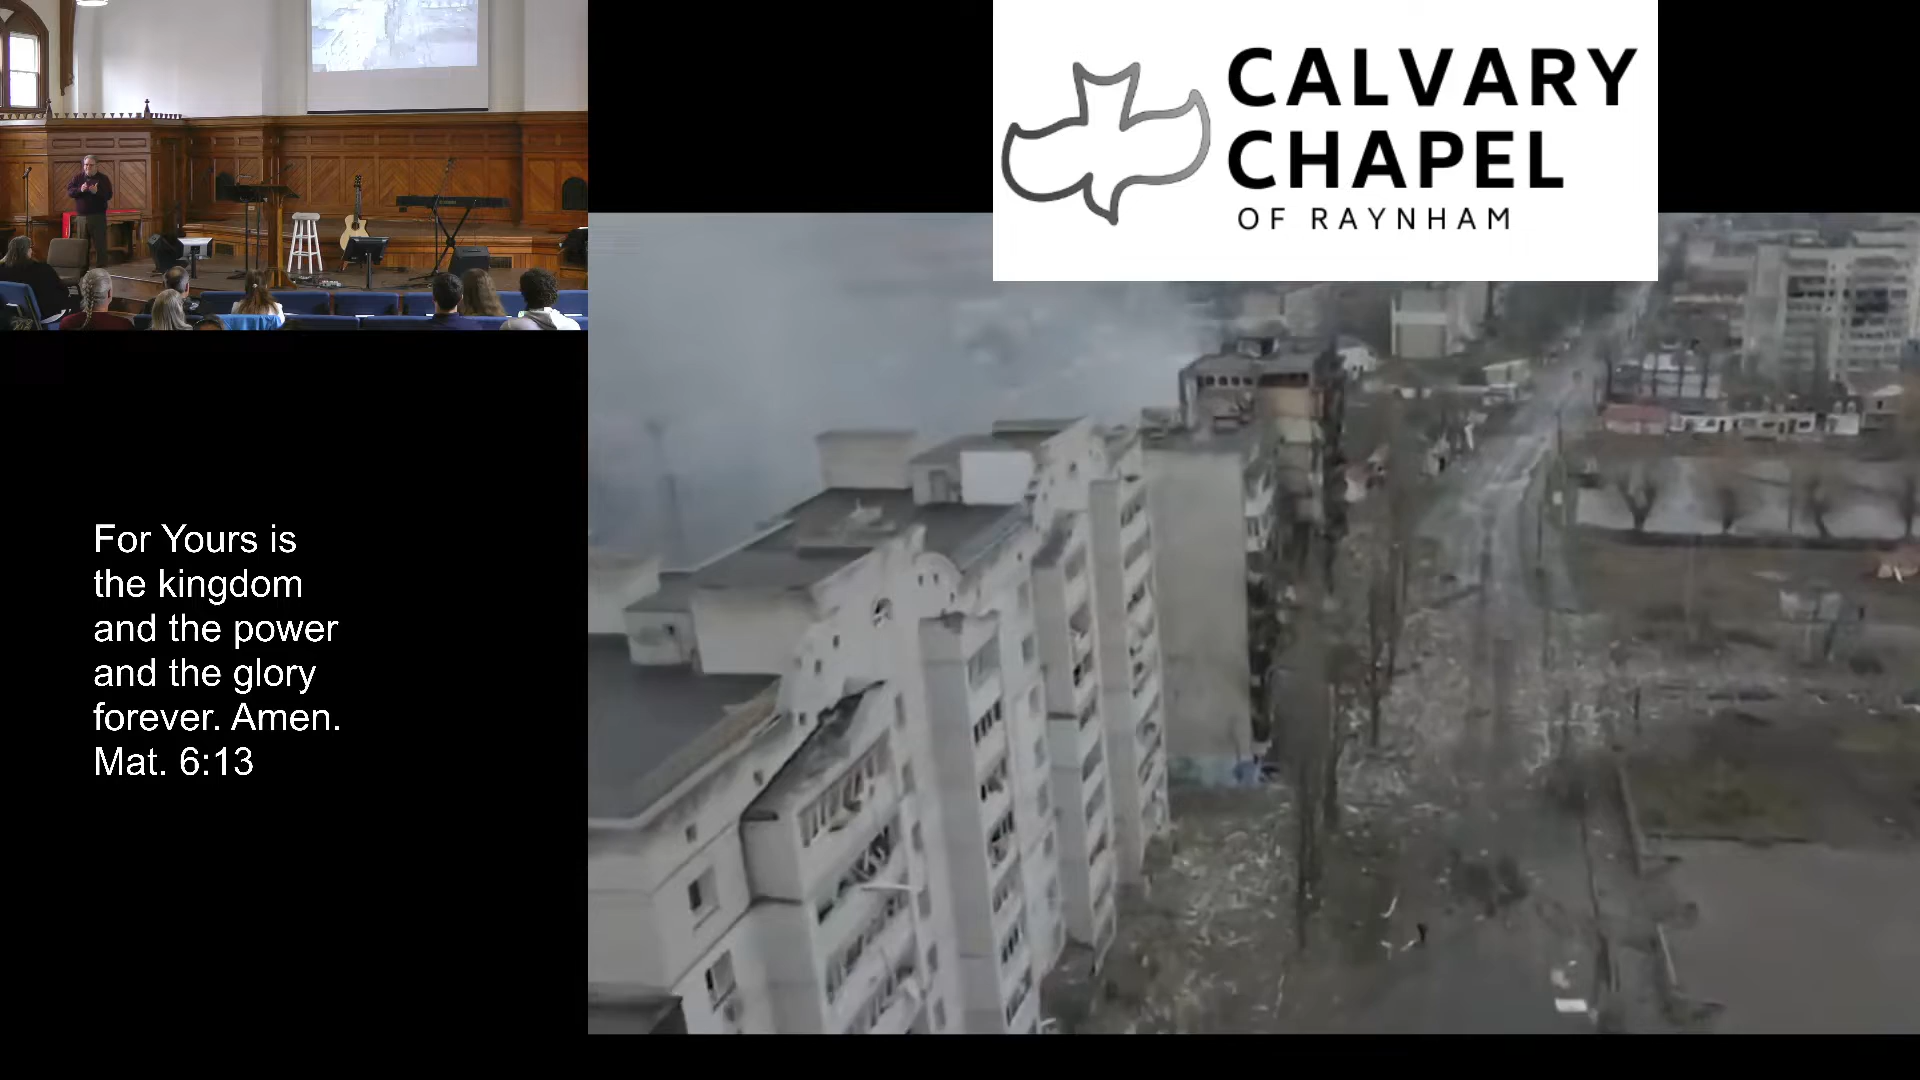 CALVARY
CHAPEL
OF RAYNHAM
For Yours is
the kingdom
and the power
and the glory
forever. Amen.
Mat. 6:13